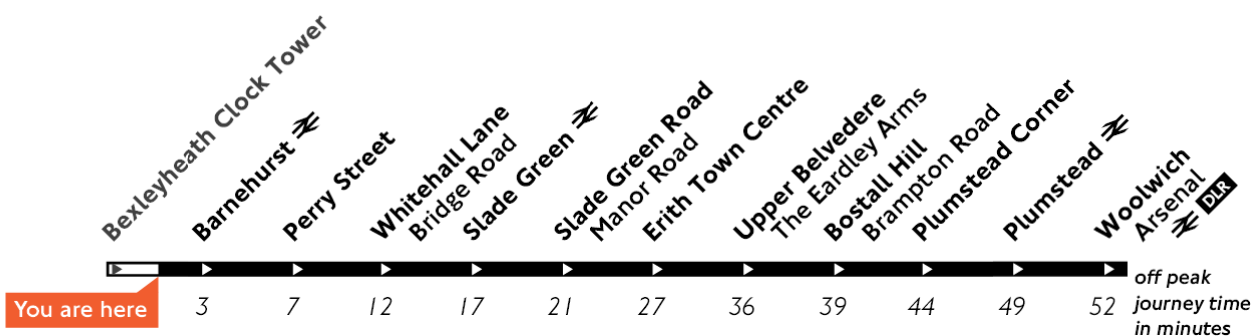 Bexleyheath Clock Tower
Barnehurst
Perry Street
Whitehall Lane
Bridge Road
Slade Green
Slade Green Road
Manor Road
Erith Town Centre
Upper Belvedere
The Eardley Arms
Bostall Hill
Brampton Road
Plumstead Corner
Plumstead
Woolwich
Arsenal
DLR
You are here
3 7 12 17 21 27 36 39 44 49 52
off peak
journey time
in minutes